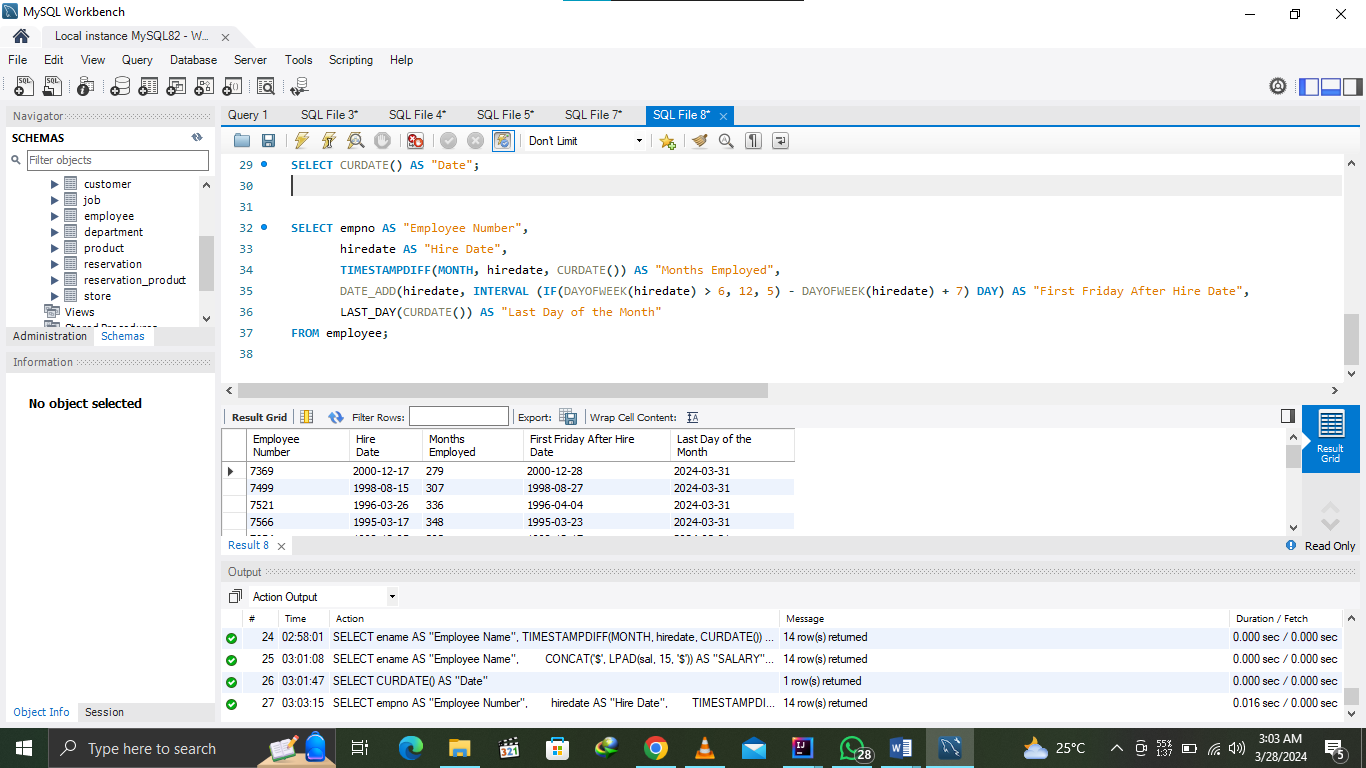 MySQL Workbench
Local instance MySQL82 - W...
File Edit View Query Database Server Tools Scripting Help
Navigator
SCHEMAS
Filter objects
customer
job
employee
department
product
reservation
reservation_product
store
Views
Administration Schemas
Information
No object selected
Object Info Session
Query 1 SQL File 3* SQL File 4* SQL File 5* SQL File 7* SQL File 8*
Don't Limit
29 SELECT CURDATE() AS "Date";
30
31
32 SELECT empno AS "Employee Number",
33 hiredate AS "Hire Date",
34 TIMESTAMPDIFF(MONTH, hiredate, CURDATE()) AS "Months Employed",
35 DATE_ADD(hiredate, INTERVAL (IF(DAYOFWEEK(hiredate) > 6, 12, 5) - DAYOFWEEK(hiredate) + 7) DAY) AS "First Friday After Hire Date",
36 LAST_DAY(CURDATE()) AS "Last Day of the Month"
37 FROM employee;
38
Result Grid Filter Rows: Export: Wrap Cell Content:
Employee Number Hire Date Months Employed First Friday After Hire Date Last Day of the Month
7369 2000-12-17 279 2000-12-28 2024-03-31
7499 1998-08-15 307 1998-08-27 2024-03-31
7521 1996-03-26 336 1996-04-04 2024-03-31
7566 1995-03-17 348 1995-03-23 2024-03-31
Result Grid
Result 8
Read Only
Output
Action Output
# Time Action Message Duration / Fetch
24 02:58:01 SELECT ename AS "Employee Name", TIMESTAMPDIFF(MONTH, hiredate, CURDATE()) ... 14 row(s) returned 0.000 sec / 0.000 sec
25 03:01:08 SELECT ename AS "Employee Name", CONCAT('$', LPAD(sal, 15, '$')) AS "SALARY"... 14 row(s) returned 0.000 sec / 0.000 sec
26 03:01:47 SELECT CURDATE() AS "Date" 1 row(s) returned 0.000 sec / 0.000 sec
27 03:03:15 SELECT empno AS "Employee Number", hiredate AS "Hire Date", TIMESTAMPDI... 14 row(s) returned 0.016 sec / 0.000 sec
Type here to search
321
28
25°C
55%
1:37
3:03 AM
3/28/2024
5